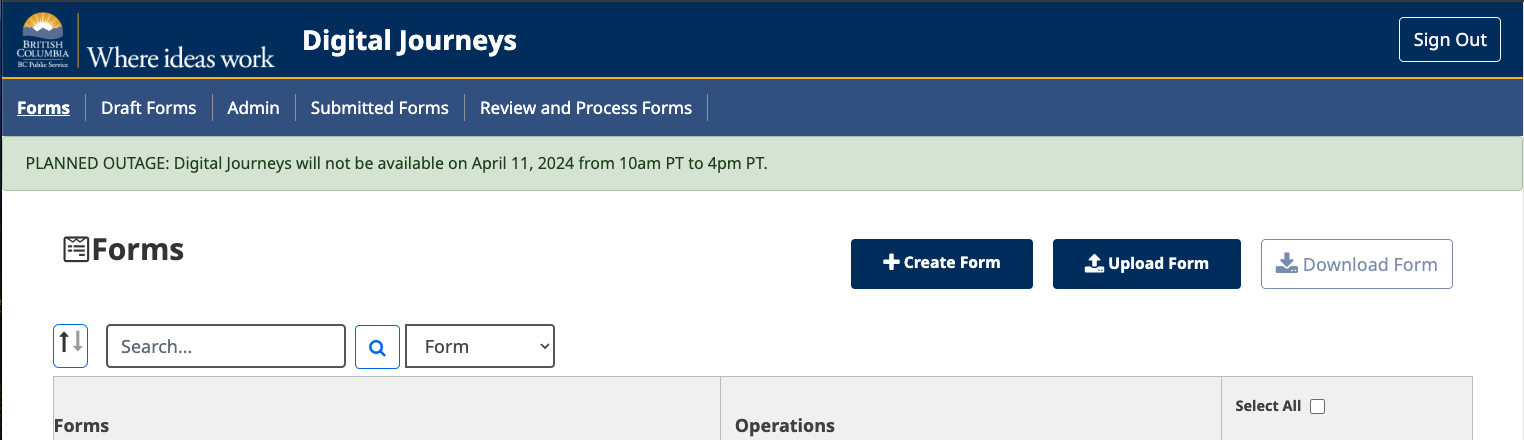 BRITISH
COLUMBIA
BC Public Service
Where ideas work
Digital Journeys
Sign Out
Forms
Draft Forms
Admin
Submitted Forms
Review and Process Forms
PLANNED OUTAGE: Digital Journeys will not be available on April 11, 2024 from 10am PT to 4pm PT.
Forms
Create Form
Upload Form
Download Form
Search...
Form
Forms
Operations
Select All